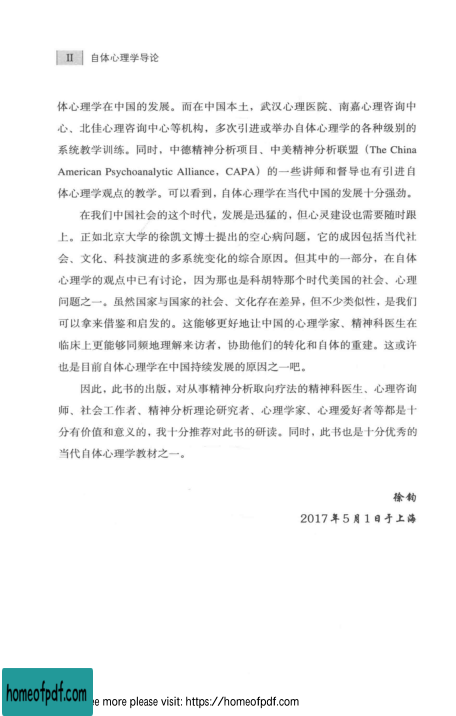 II 自体心理学导论
体心理学在中国的发展。而在中国本土，武汉心理医院、南嘉心理咨询中
心、北佳心理咨询中心等机构，多次引进或举办自体心理学的各种级别的
系统教学训练。同时，中德精神分析项目、中美精神分析联盟（The China
American Psychoanalytic Alliance，CAPA）的一些讲师和督导也有引进自
体心理学观点的教学。可以看到，自体心理学在当代中国的发展十分强劲。
在我们中国社会的这个时代，发展是迅猛的，但心灵建设也需要随时跟
上。正如北京大学的徐凯文博士提出的空心病问题，它的成因包括当代社
会、文化、科技演进的多系统变化的综合原因。但其中的一部分，在自体
心理学的观点中已有讨论，因为那也是科胡特那个时代美国的社会、心理
问题之一。虽然国家与国家的社会、文化存在差异，但不少类似性，是我们
可以拿来借鉴和启发的。这能够更好地让中国的心理学家、精神科医生在
临床上更能够同频地理解来访者，协助他们的转化和自体的重建。这或许
也是目前自体心理学在中国持续发展的原因之一吧。
因此，此书的出版，对从事精神分析取向疗法的精神科医生、心理咨询
师、社会工作者、精神分析理论研究者、心理学家、心理爱好者等都是十
分有价值和意义的，我十分推荐对此书的研读。同时，此书也是十分优秀的
当代自体心理学教材之一。
徐钧
2017年5月1日于上海
homeofpdf.com
ee more please visit: https://homeofpdf.com